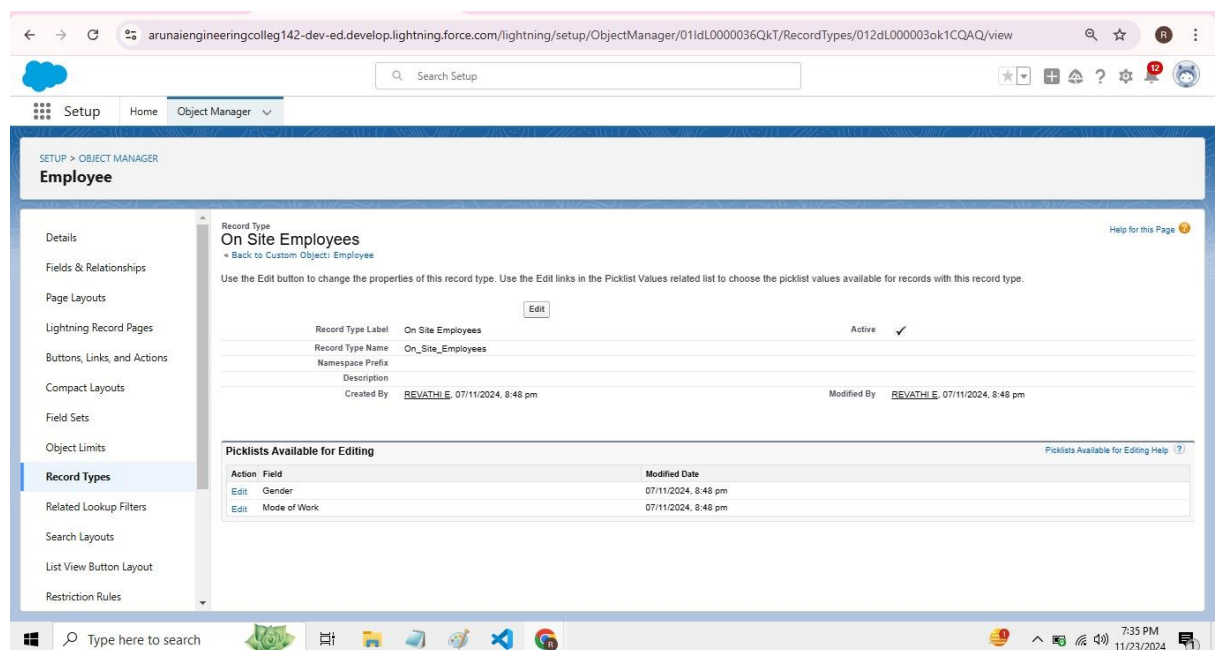 arunaiengineeringcolleg142-dev-ed.develop.lightning.force.com/lightning/setup/ObjectManager/01IdL0000036QkT/RecordTypes/012dL000003ok1CQAQ/view R
Search Setup 12
Setup Home Object Manager
SETUP > OBJECT MANAGER
Employee
Details
Fields & Relationships
Page Layouts
Lightning Record Pages
Buttons, Links, and Actions
Compact Layouts
Field Sets
Object Limits
Record Types
Related Lookup Filters
Search Layouts
List View Button Layout
Restriction Rules
Record Type
On Site Employees
« Back to Custom Object: Employee
Help for this Page
Use the Edit button to change the properties of this record type. Use the Edit links in the Picklist Values related list to choose the picklist values available for records with this record type.
Edit
Record Type Label On Site Employees Active ✓
Record Type Name On_Site_Employees
Namespace Prefix
Description
Created By REVATHI E, 07/11/2024, 8:48 pm Modified By REVATHI E, 07/11/2024, 8:48 pm
Picklists Available for Editing Picklists Available for Editing Help ?
Action Field Modified Date
Edit Gender 07/11/2024, 8:48 pm
Edit Mode of Work 07/11/2024, 8:48 pm
Type here to search
7:35 PM
11/23/2024